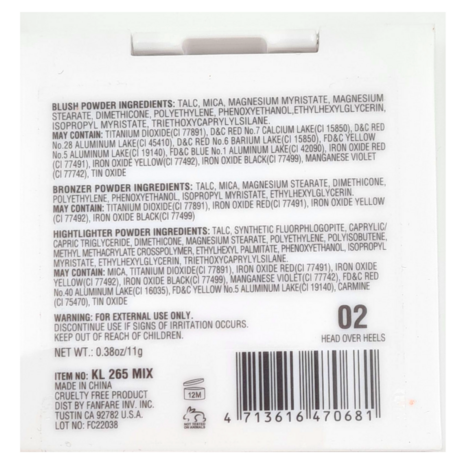 BLUSH POWDER INGREDIENTS: TALC, MICA, MAGNESIUM MYRISTATE, MAGNESIUM
STEARATE, DIMETHICONE, POLYETHYLENE, PHENOXYETHANOL,ETHYLHEXYLGLYCERIN,
ISOPROPYL MYRISTATE, TRIETHOXYCAPRYLYLSILANE.
MAY CONTAIN: TITANIUM DIOXIDE(CI 77891), D&C RED No.7 CALCIUM LAKE(CI 15850), D&C RED
No.28 ALUMINUM LAKE(CI 45410), D&C RED No.6 BARIUM LAKE(CI 15850), FD&C YELLOW
No.5 ALUMINUM LAKE(CI 19140), FD&C BLUE No.1 ALUMINUM LAKE(CI 42090), IRON OXIDE RED
(CI 77491), IRON OXIDE YELLOW(CI 77492), IRON OXIDE BLACK(CI 77499), MANGANESE VIOLET
(CI 77742), TIN OXIDE
BRONZER POWDER INGREDIENTS: TALC, MICA, MAGNESIUM STEARATE, DIMETHICONE,
POLYETHYLENE, PHENOXYETHANOL, ISOPROPYL MYRISTATE, ETHYLHEXYLGLYCERIN.
MAY CONTAIN: TITANIUM DIOXIDE(CI 77891), IRON OXIDE RED(CI 77491), IRON OXIDE YELLOW
(CI 77492), IRON OXIDE BLACK(CI 77499)
HIGHTLIGHTER POWDER INGREDIENTS: TALC, SYNTHETIC FLUORPHLOGOPITE, CAPRYLIC/
CAPRIC TRIGLYCERIDE, DIMETHICONE, MAGNESIUM STEARATE, POLYETHYLENE, POLYISOBUTENE,
METHYL METHACRYLATE CROSSPOLYMER, ETHYLHEXYL PALMITATE, PHENOXYETHANOL, ISOPROPYL
MYRISTATE, ETHYLHEXYLGLYCERIN, TRIETHOXYCAPRYLYLSILANE.
MAY CONTAIN: MICA, TITANIUM DIOXIDE(CI 77891), IRON OXIDE RED(CI 77491), IRON OXIDE
YELLOW(CI 77492), IRON OXIDE BLACK(CI 77499), MANGANESE VIOLET(CI 77742), FD&C RED
No.40 ALUMINUM LAKE(CI 16035), FD&C YELLOW No.5 ALUMINUM LAKE(CI 19140), CARMINE
(CI 75470), TIN OXIDE
WARNING: FOR EXTERNAL USE ONLY.
DISCONTINUE USE IF SIGNS OF IRRITATION OCCURS.
KEEP OUT OF REACH OF CHILDREN.
NET WT.: 0.38oz/11g
02
HEAD OVER HEELS
ITEM NO: KL 265 MIX
MADE IN CHINA
CRUELTY FREE PRODUCT
DIST BY FANFARE INV. INC.
TUSTIN CA 92782 U.S.A.
LOT NO: FC22038
12M
NOT TESTED
ON ANIMALS
4 713616 470681